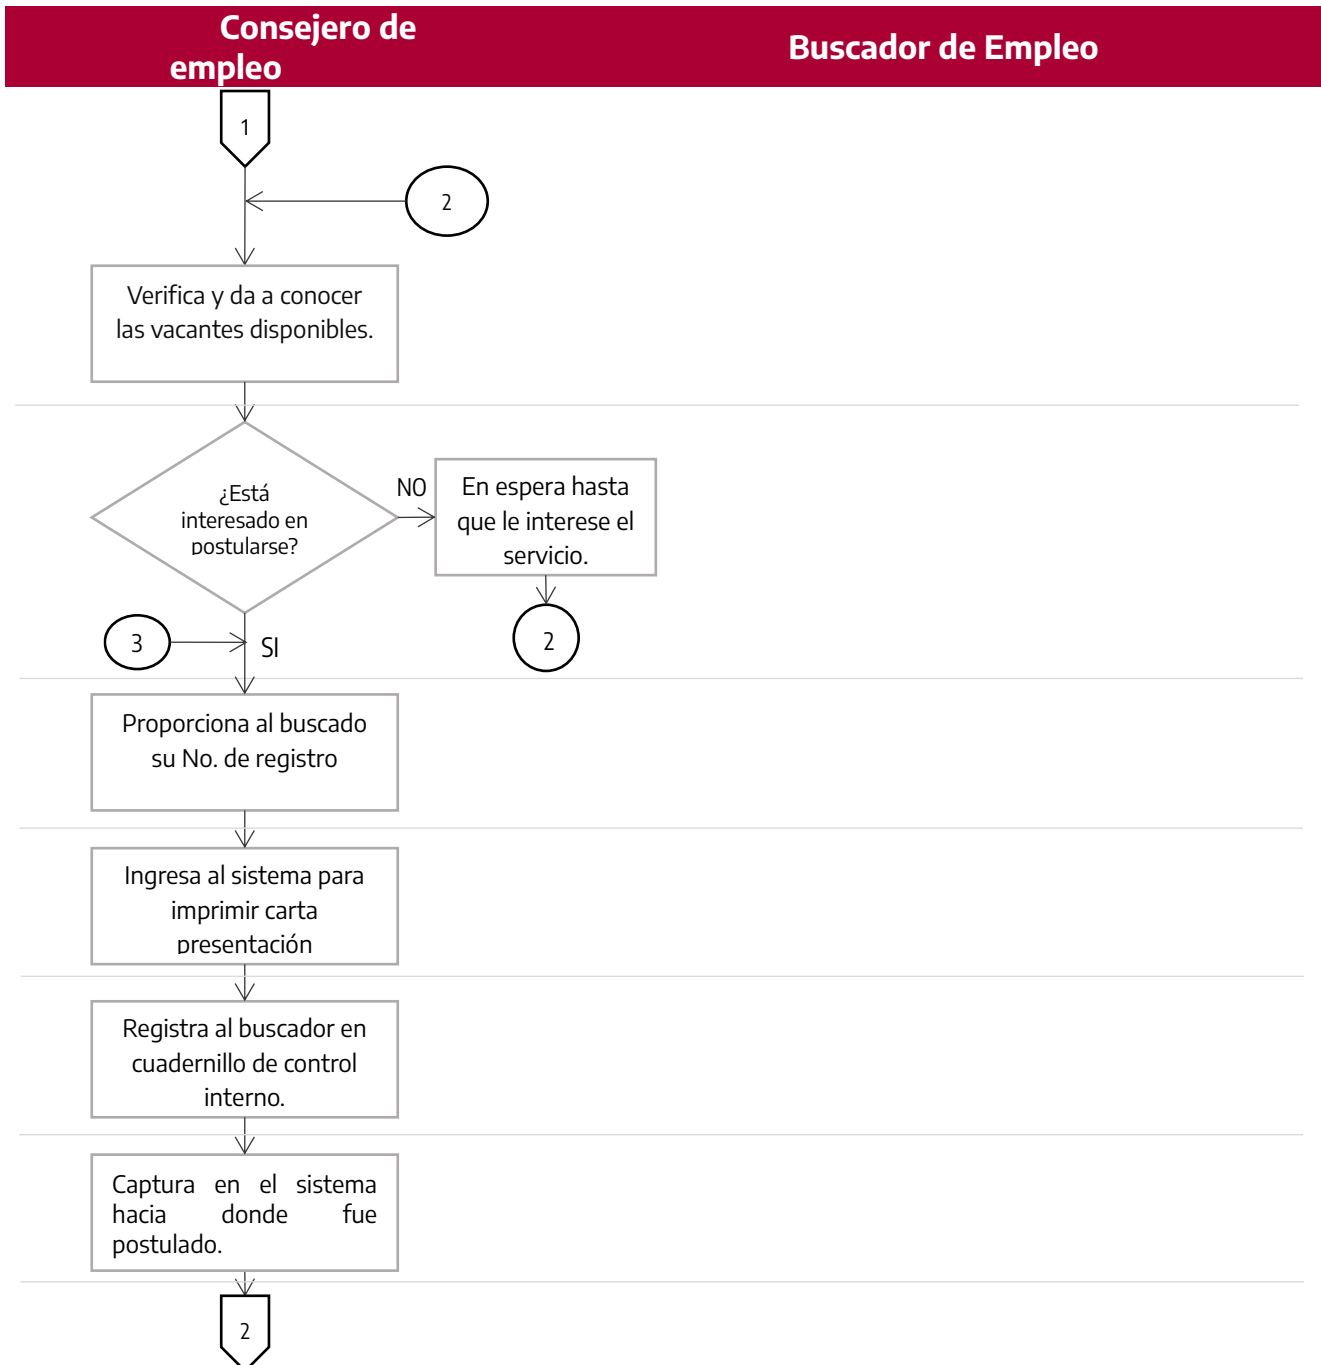 Consejero de
empleo
Buscador de Empleo
1
2
Verifica y da a conocer
las vacantes disponibles.
¿Está
interesado en
postularse?
NO
En espera hasta
que le interese el
servicio.
3
SI
2
Proporciona al buscado
su No. de registro
Ingresa al sistema para
imprimir carta
presentación
Registra al buscador en
cuadernillo de control
interno.
Captura en el sistema
hacia donde fue
postulado.
2